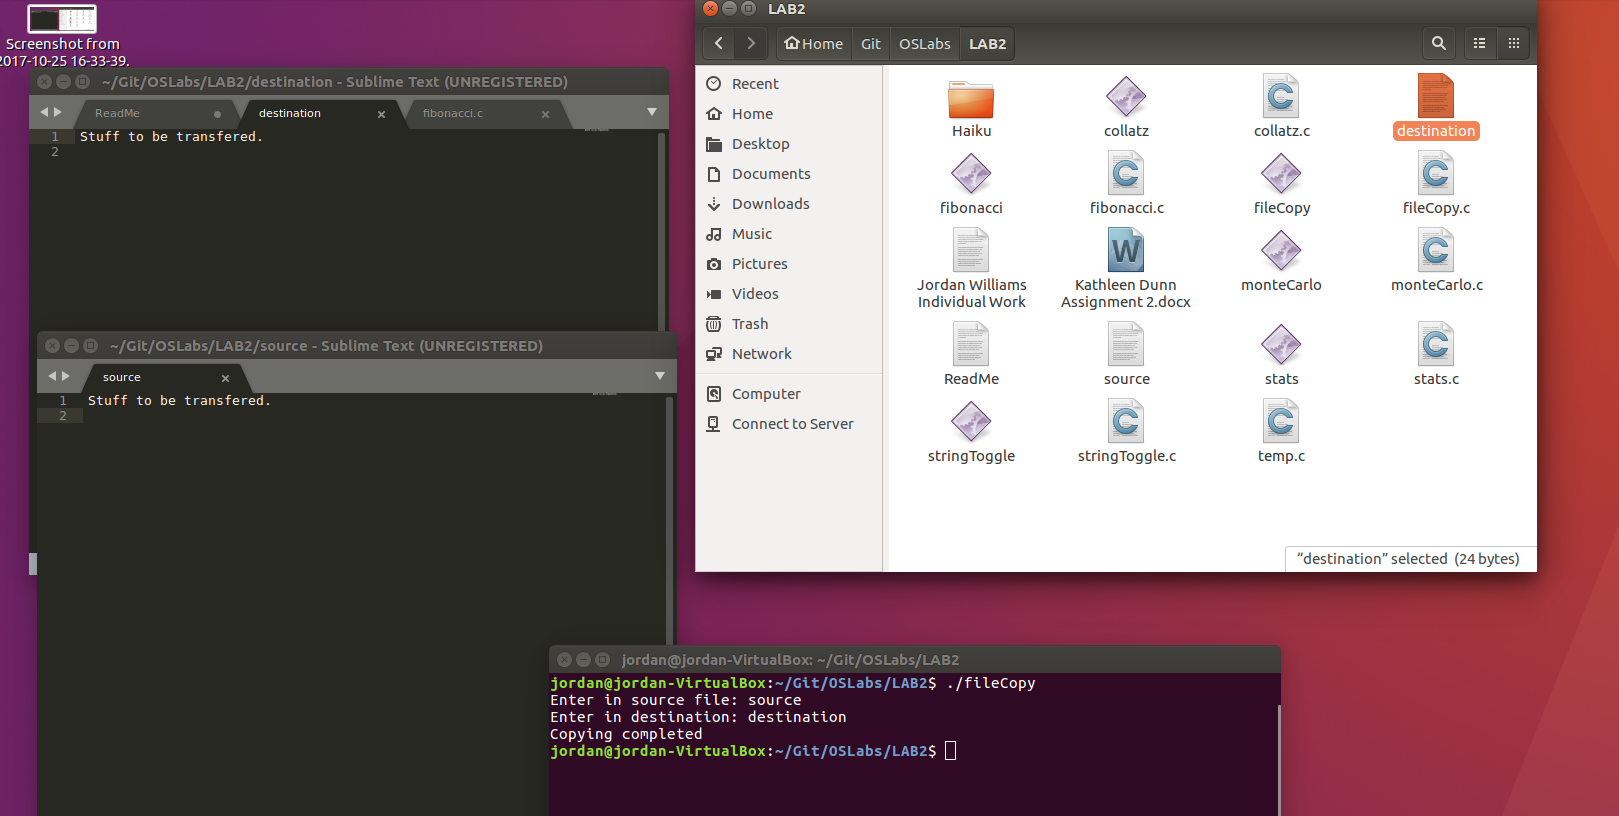 Screenshot from
2017-10-25 16-33-39.
~/Git/OSLabs/LAB2/destination - Sublime Text (UNREGISTERED)
ReadMe
destination
fibonacci.c
1 Stuff to be transfered.
2
~/Git/OSLabs/LAB2/source - Sublime Text (UNREGISTERED)
source
1 Stuff to be transfered.
2
LAB2
Home Git OSLabs LAB2
Recent
Home
Desktop
Documents
Downloads
Music
Pictures
Videos
Trash
Network
Computer
Connect to Server
Haiku
collatz
C
collatz.c
destination
fibonacci
C
fibonacci.c
fileCopy
C
fileCopy.c
Jordan Williams
Individual Work
W
Kathleen Dunn
Assignment 2.docx
monteCarlo
C
monteCarlo.c
ReadMe
source
stats
C
stats.c
stringToggle
C
stringToggle.c
C
temp.c
“destination” selected (24 bytes)
jordan@jordan-VirtualBox: ~/Git/OSLabs/LAB2
jordan@jordan-VirtualBox:~/Git/OSLabs/LAB2$ ./fileCopy
Enter in source file: source
Enter in destination: destination
Copying completed
jordan@jordan-VirtualBox:~/Git/OSLabs/LAB2$